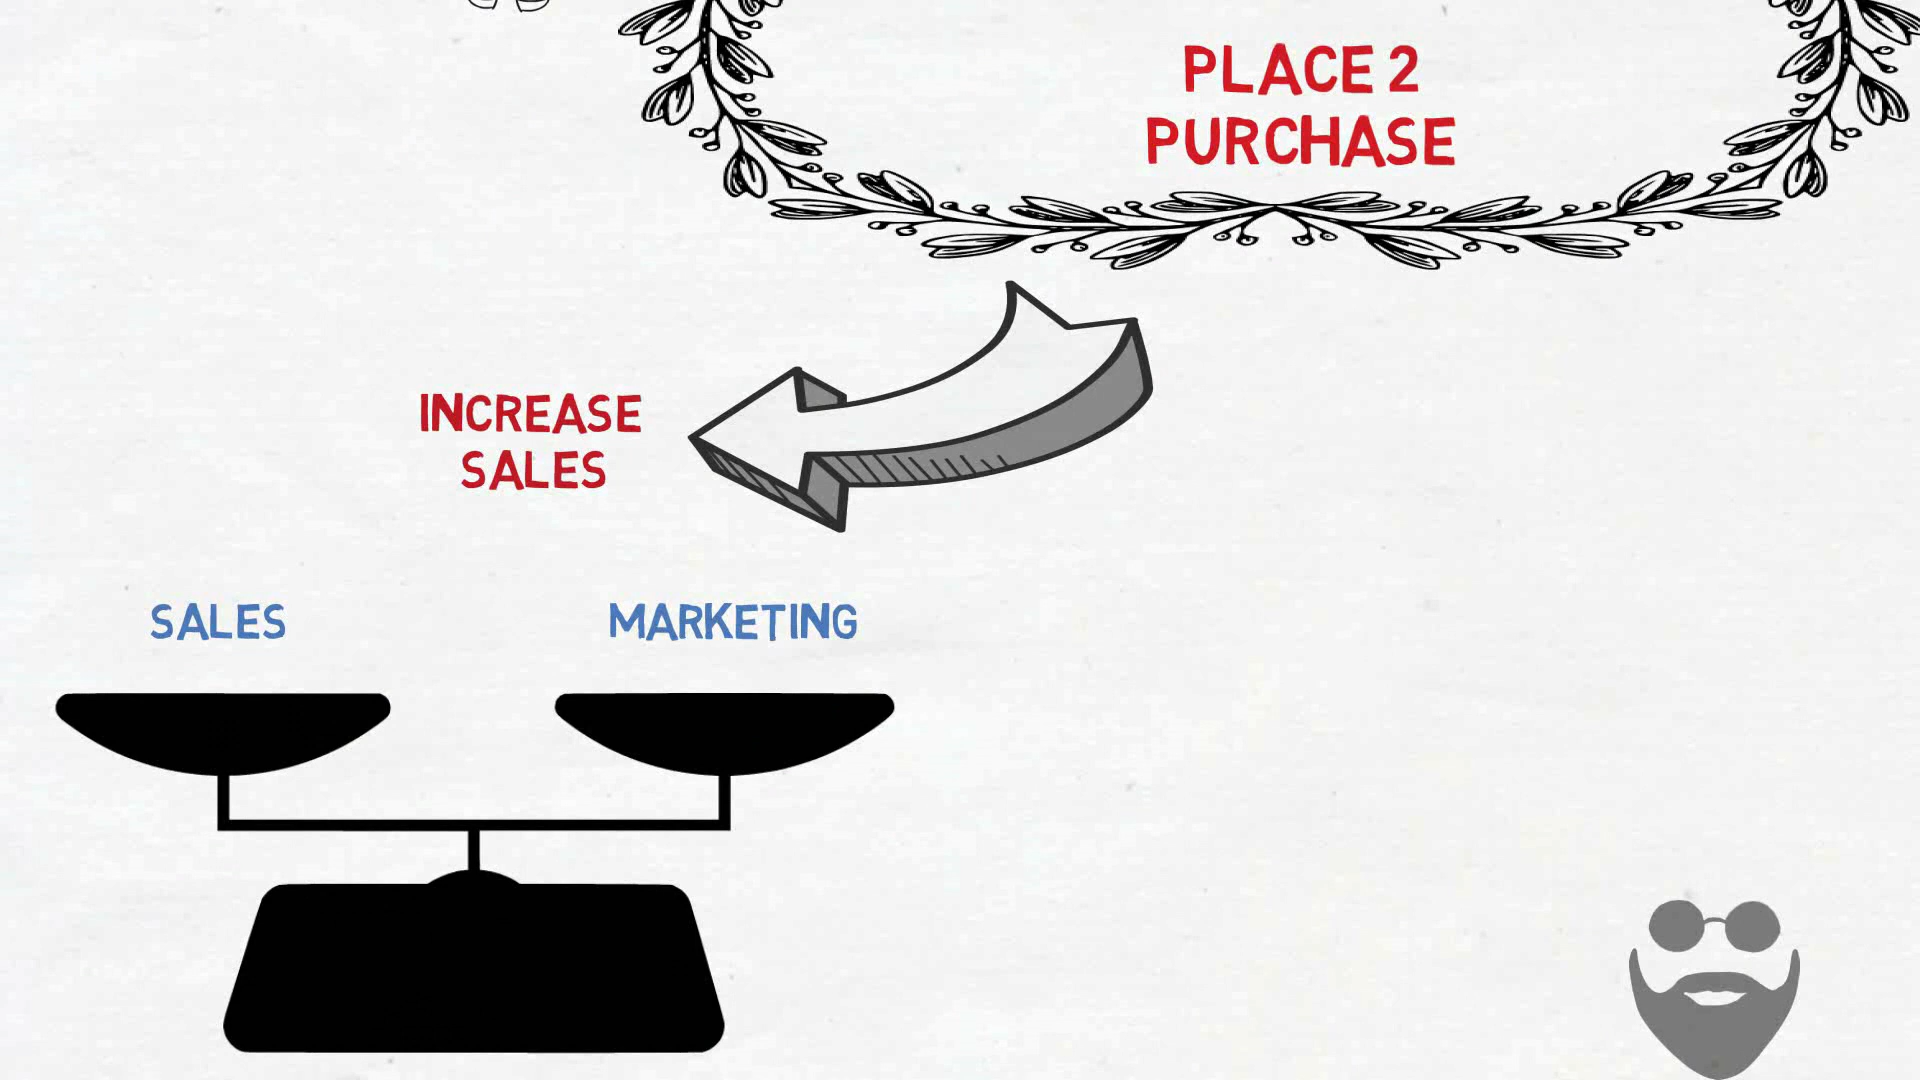 PLACE 2
PURCHASE
INCREASE
SALES
SALES
MARKETING